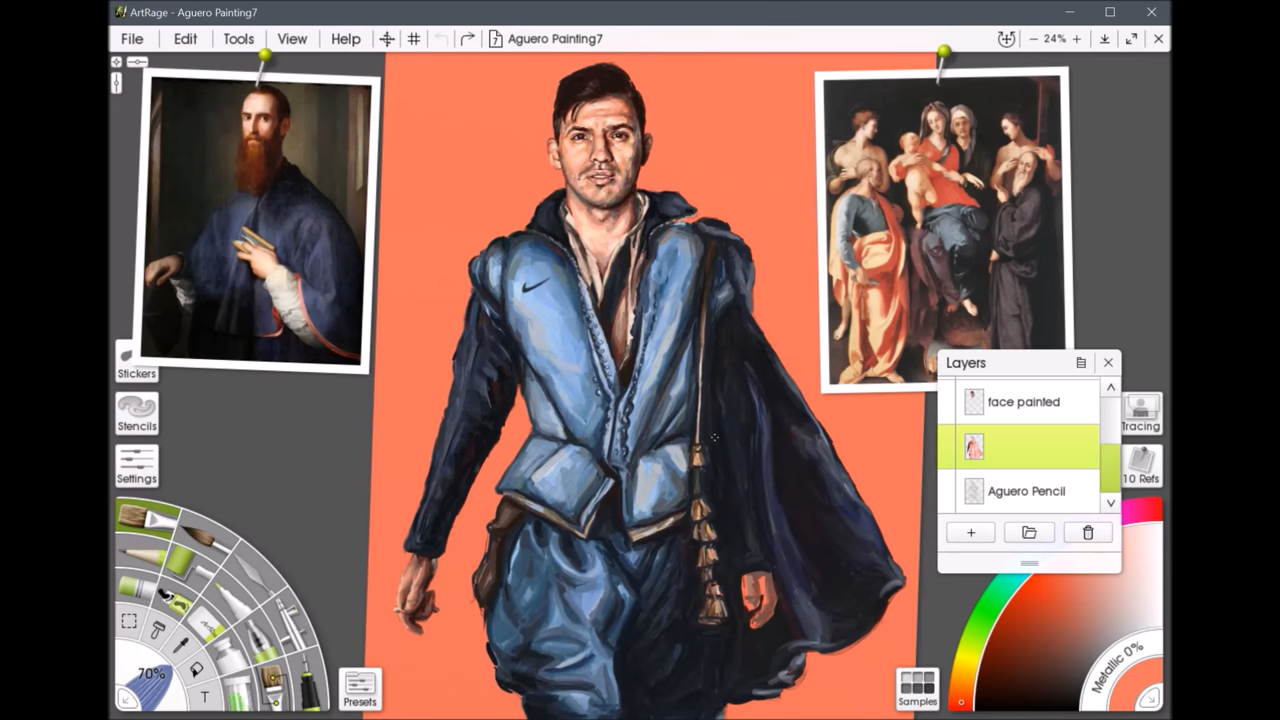 ArtRage - Aguero Painting7
File Edit Tools View Help Aguero Painting7 24%
Layers
face painted
Aguero Pencil
Stickers
Stencils
Settings
Tracing
10 Refs
70%
T
Presets
Samples
Metallic 0%